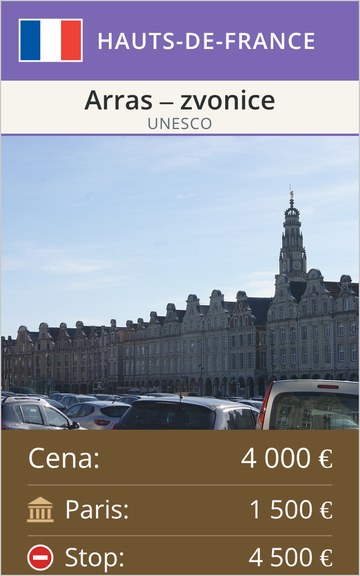 HAUTS-DE-FRANCE
Arras – zvonice
UNESCO
Cena: 4 000 €
Paris: 1 500 €
Stop: 4 500 €